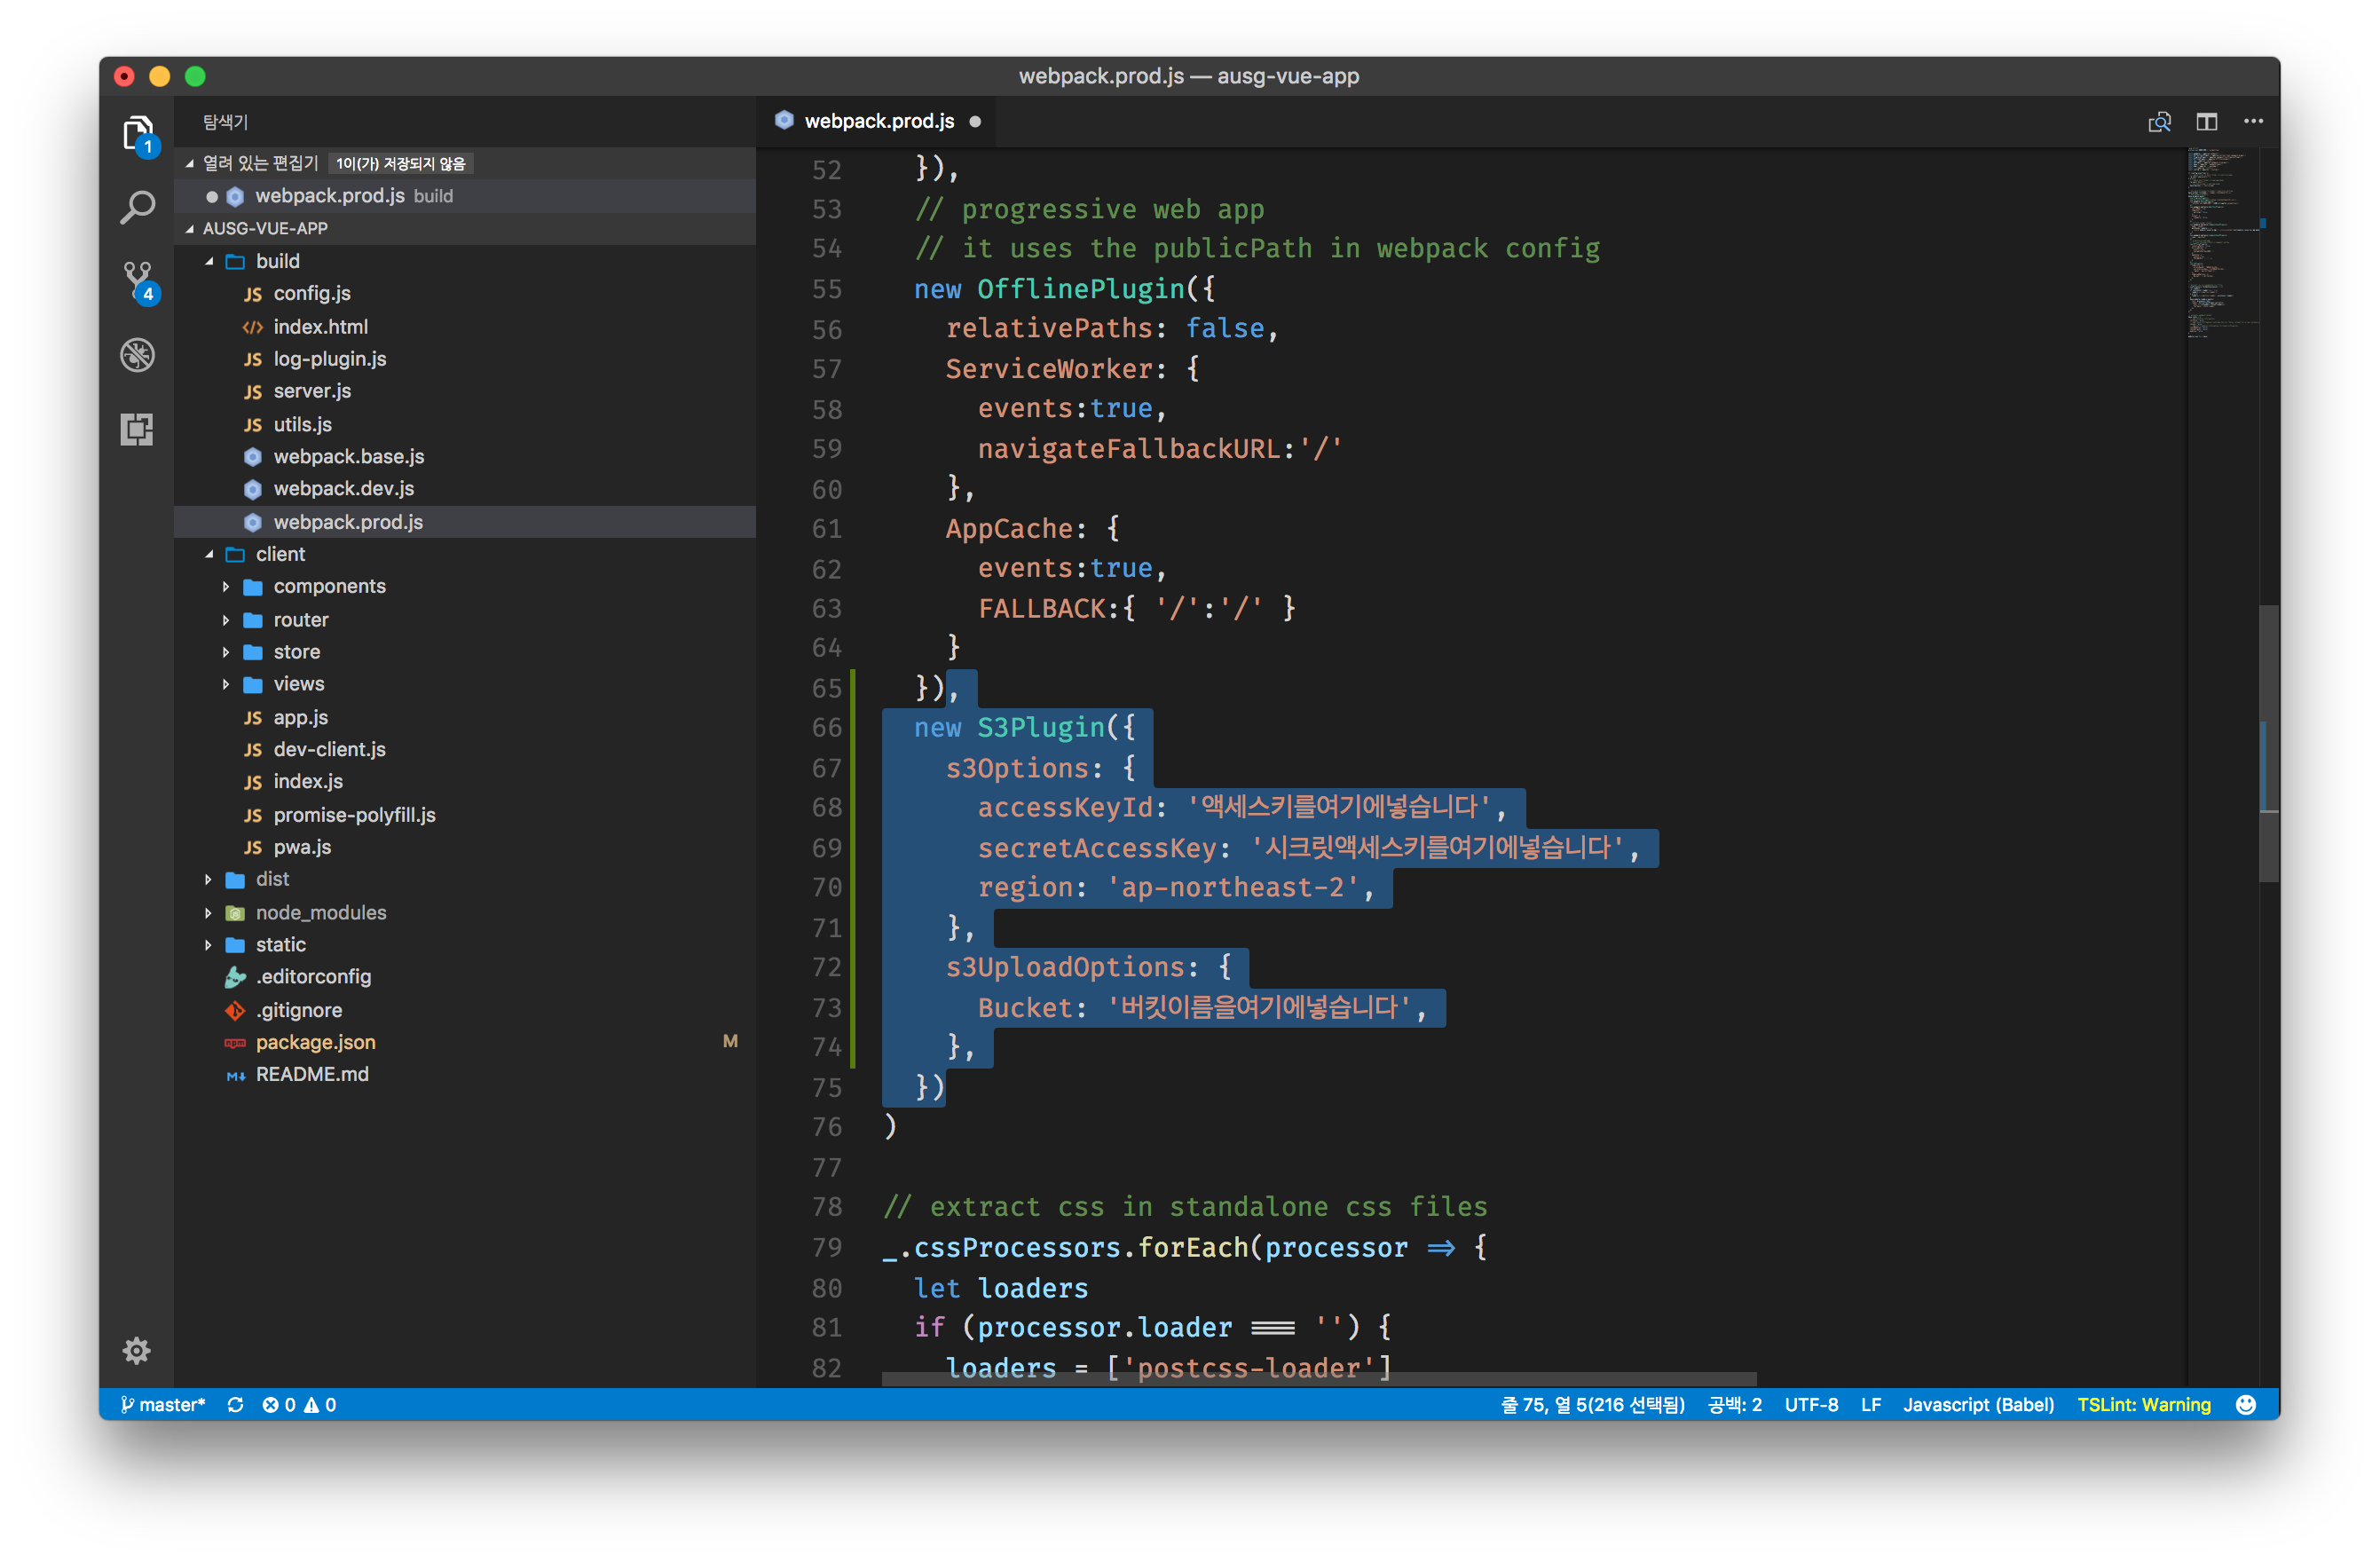 webpack.prod.js — ausg-vue-app
탐색기
열려 있는 편집기 1이(가) 저장되지 않음
webpack.prod.js build
AUSG-VUE-APP
build
config.js
index.html
log-plugin.js
server.js
utils.js
webpack.base.js
webpack.dev.js
webpack.prod.js
client
components
router
store
views
app.js
dev-client.js
index.js
promise-polyfill.js
pwa.js
dist
node_modules
static
.editorconfig
.gitignore
package.json M
README.md
1
4
webpack.prod.js
52 }),
53 // progressive web app
54 // it uses the publicPath in webpack config
55 new OfflinePlugin({
56 relativePaths: false,
57 ServiceWorker: {
58 events:true,
59 navigateFallbackURL:'/'
60 },
61 AppCache: {
62 events:true,
63 FALLBACK:{ '/':'/' }
64 }
65 }),
66 new S3Plugin({
67 s3Options: {
68 accessKeyId: '액세스키를여기에넣습니다',
69 secretAccessKey: '시크릿액세스키를여기에넣습니다',
70 region: 'ap-northeast-2',
71 },
72 s3UploadOptions: {
73 Bucket: '버킷이름을여기에넣습니다',
74 },
75 })
76 )
77
78 // extract css in standalone css files
79 _.cssProcessors.forEach(processor => {
80 let loaders
81 if (processor.loader === '') {
82 loaders = ['postcss-loader']
master* 0 0 줄 75, 열 5(216 선택됨) 공백: 2 UTF-8 LF Javascript (Babel) TSLint: Warning